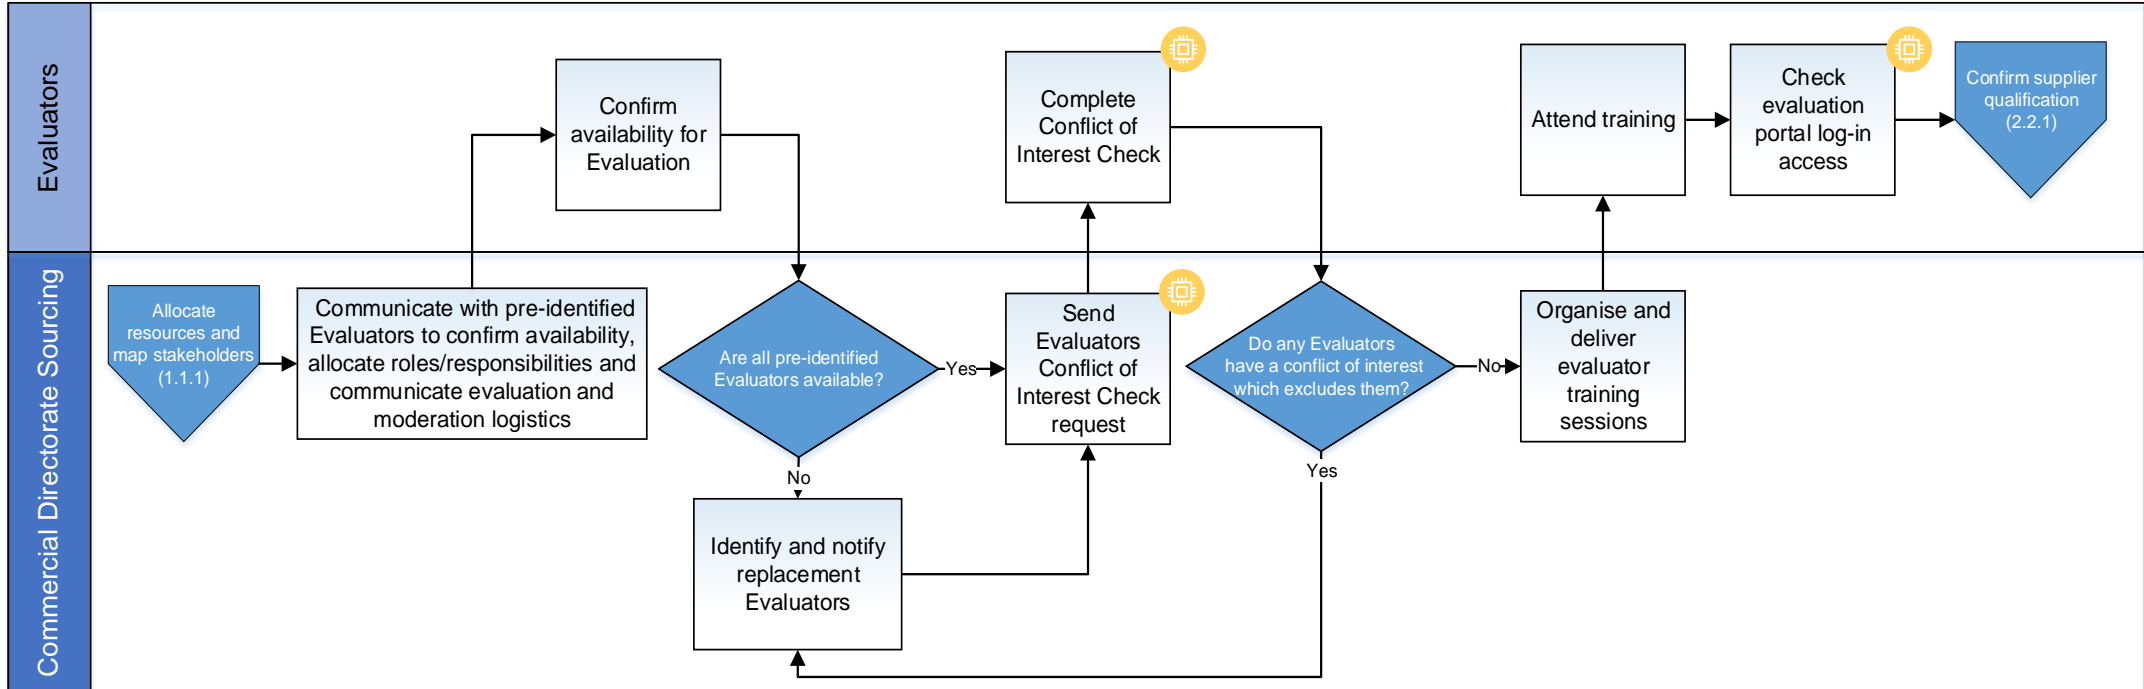 Evaluators
Confirm
availability for
Evaluation
Complete
Conflict of
Interest Check
Attend training
Check
evaluation
portal log-in
access
Confirm supplier
qualification
(2.2.1)
Commercial Directorate Sourcing
Allocate
resources and
map stakeholders
(1.1.1)
Communicate with pre-identified
Evaluators to confirm availability,
allocate roles/responsibilities and
communicate evaluation and
moderation logistics
Are all pre-identified
Evaluators available?
Yes
No
Identify and notify
replacement
Evaluators
Send
Evaluators
Conflict of
Interest Check
request
Do any Evaluators
have a conflict of interest
which excludes them?
No
Yes
Organise and
deliver
evaluator
training
sessions